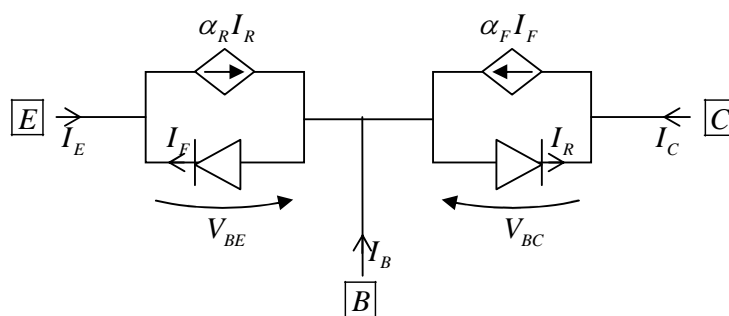 α_R I_R
α_F I_F
E
I_E
I_F
I_R
I_C
C
V_BE
V_BC
I_B
B